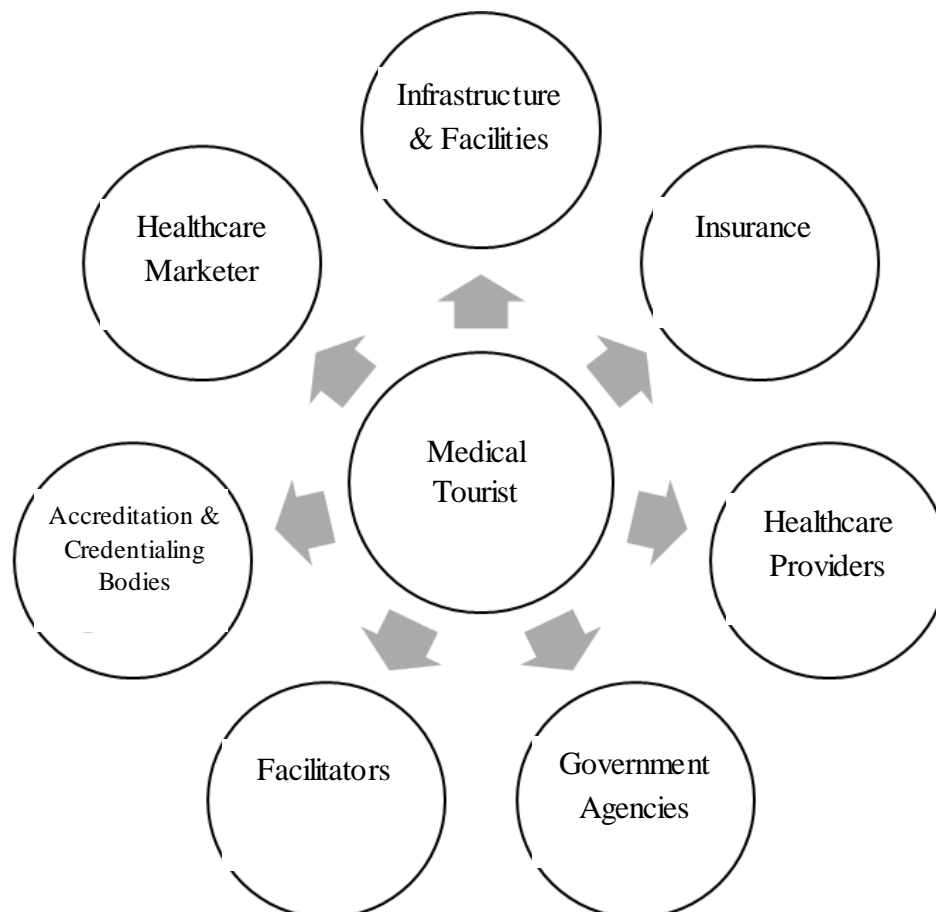 Infrastructure
& Facilities
Healthcare
Marketer
Insurance
Medical
Tourist
Accreditation &
Credentialing
Bodies
Healthcare
Providers
Facilitators
Government
Agencies